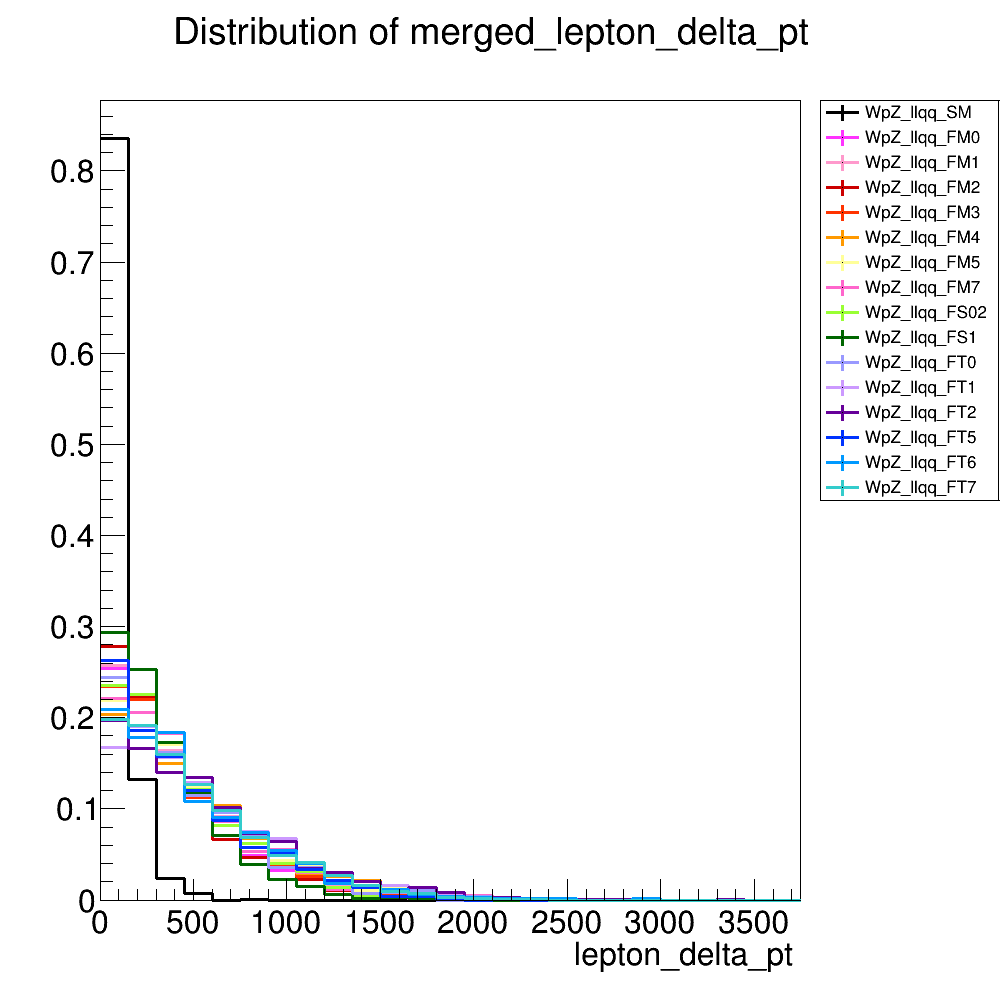 Distribution of merged_lepton_delta_pt
WpZ_llqq_SM
WpZ_llqq_FM0
WpZ_llqq_FM1
WpZ_llqq_FM2
WpZ_llqq_FM3
WpZ_llqq_FM4
WpZ_llqq_FM5
WpZ_llqq_FM7
WpZ_llqq_FS02
WpZ_llqq_FS1
WpZ_llqq_FT0
WpZ_llqq_FT1
WpZ_llqq_FT2
WpZ_llqq_FT5
WpZ_llqq_FT6
WpZ_llqq_FT7
0.8
0.7
0.6
0.5
0.4
0.3
0.2
0.1
0
0 500 1000 1500 2000 2500 3000 3500
lepton_delta_pt